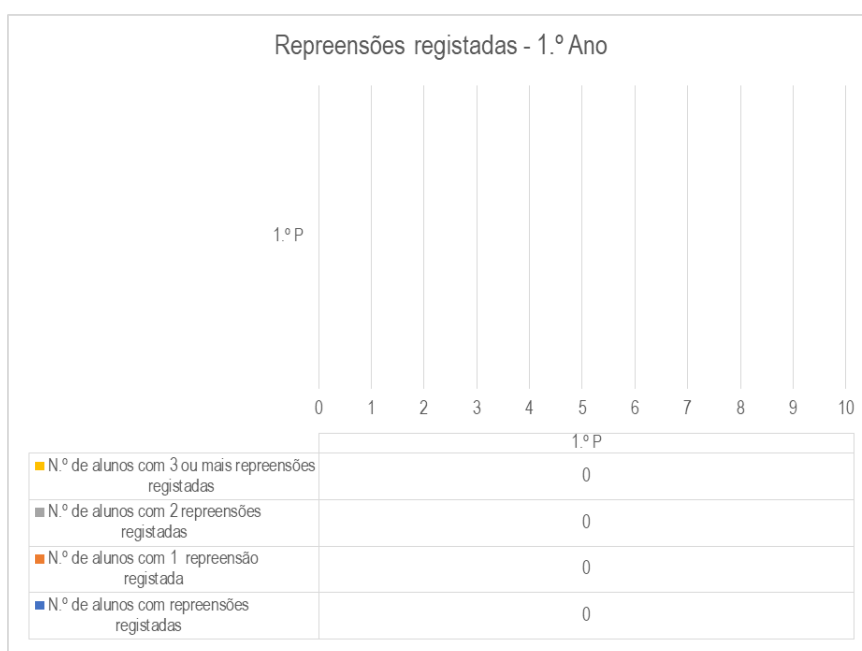 Repreensões registadas - 1.º Ano
1.º P
0 1 2 3 4 5 6 7 8 9 10
1.º P
N.º de alunos com 3 ou mais repreensões
registadas
0
N.º de alunos com 2 repreensões
registadas
0
N.º de alunos com 1 repreensão
registada
0
N.º de alunos com repreensões
registadas
0